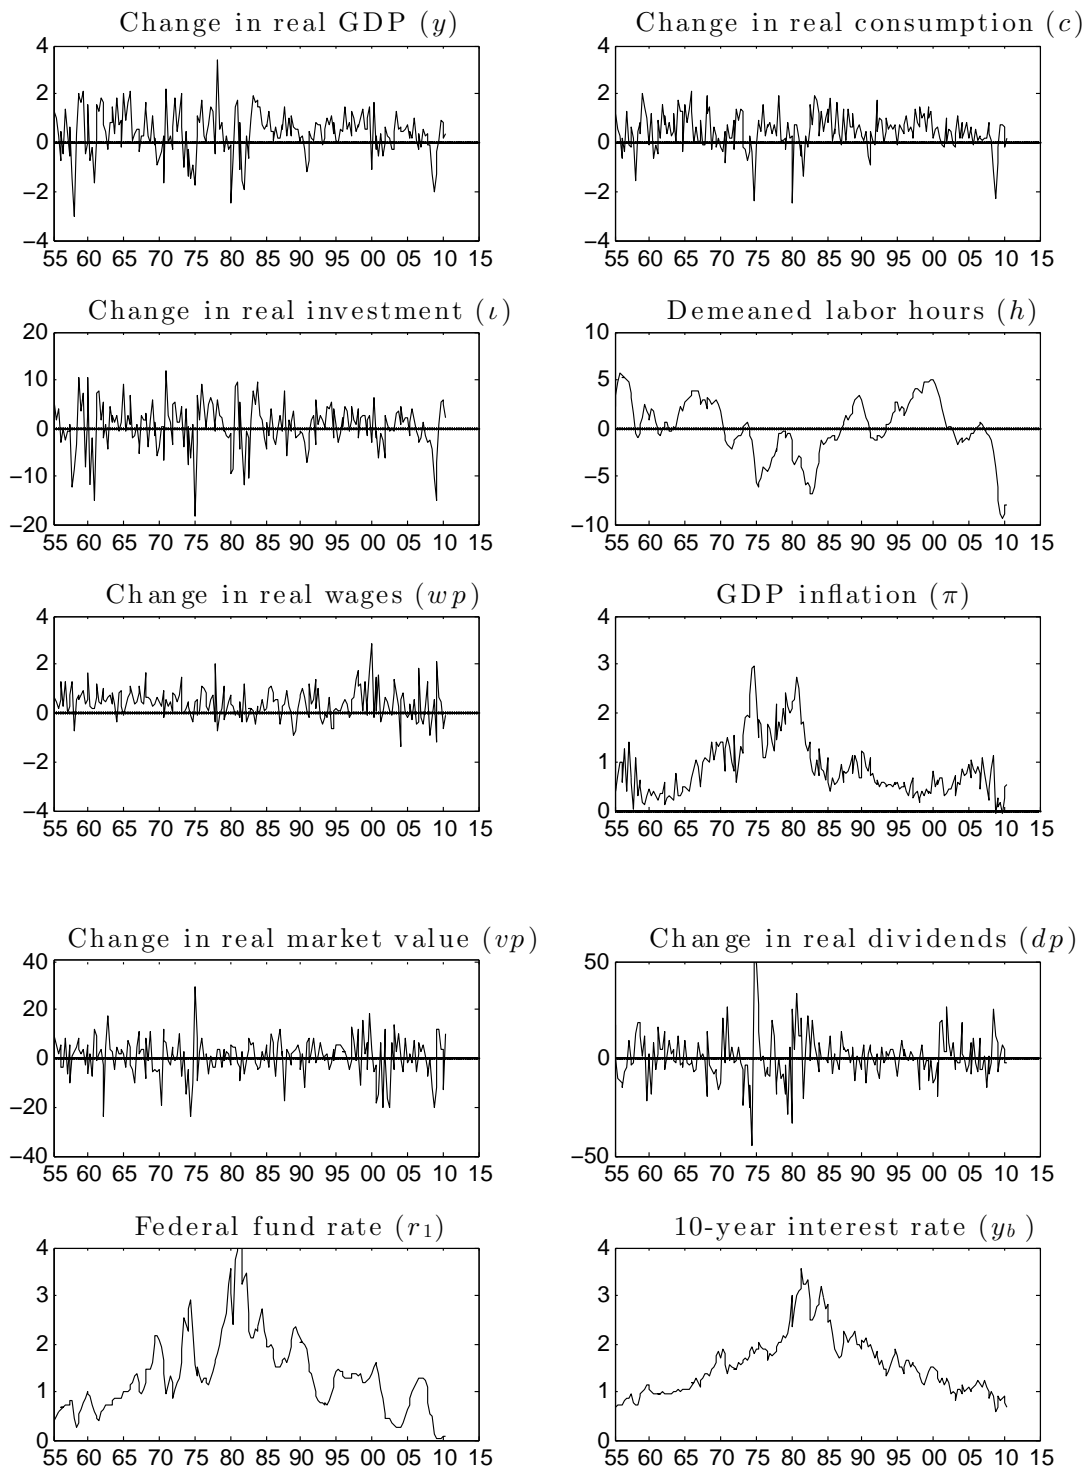 Change in real GDP (y)
4
2
0
−2
−4
55 60 65 70 75 80 85 90 95 00 05 10 15
Change in real consumption (c)
4
2
0
−2
−4
55 60 65 70 75 80 85 90 95 00 05 10 15
Change in real investment (ι)
20
10
0
−10
−20
55 60 65 70 75 80 85 90 95 00 05 10 15
Demeaned labor hours (h)
10
5
0
−5
−10
55 60 65 70 75 80 85 90 95 00 05 10 15
Change in real wages (wp)
4
2
0
−2
−4
55 60 65 70 75 80 85 90 95 00 05 10 15
GDP inflation (π)
4
3
2
1
0
55 60 65 70 75 80 85 90 95 00 05 10 15
Change in real market value (vp)
40
20
0
−20
−40
55 60 65 70 75 80 85 90 95 00 05 10 15
Change in real dividends (dp)
50
0
−50
55 60 65 70 75 80 85 90 95 00 05 10 15
Federal fund rate (r₁)
4
3
2
1
0
55 60 65 70 75 80 85 90 95 00 05 10 15
10-year interest rate (y_b )
4
3
2
1
0
55 60 65 70 75 80 85 90 95 00 05 10 15